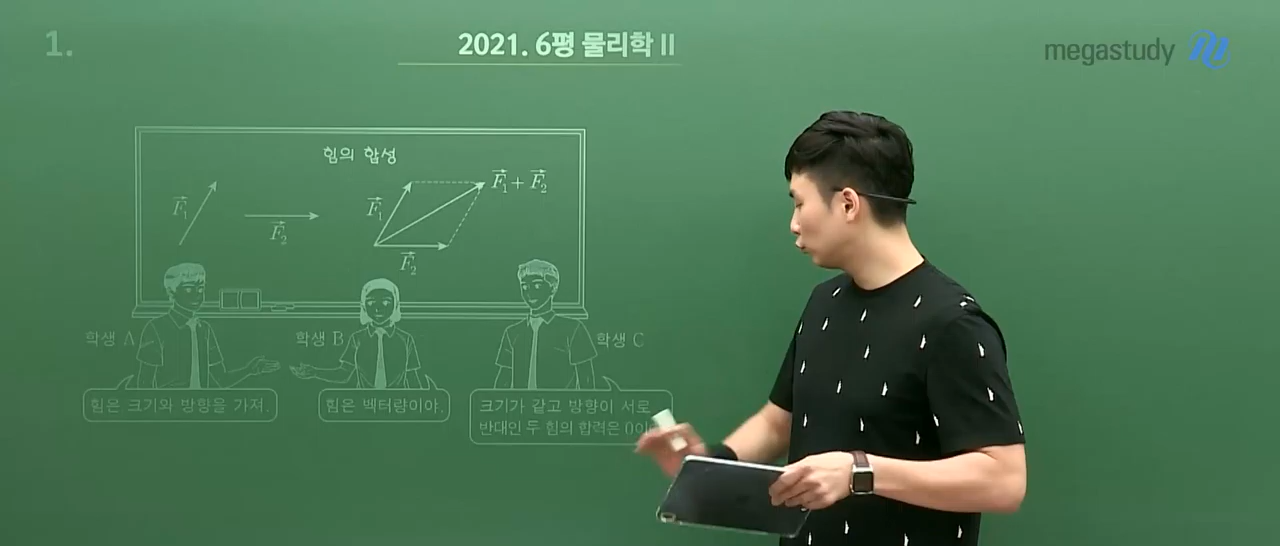 1.
2021. 6평 물리학 II
megastudy
힘의 합성
F₁
F₂
F₁
F₂
F₁ + F₂
학생 A
학생 B
학생 C
힘은 크기와 방향을 가져.
힘은 벡터량이야.
크기가 같고 방향이 서로
반대인 두 힘의 합력은